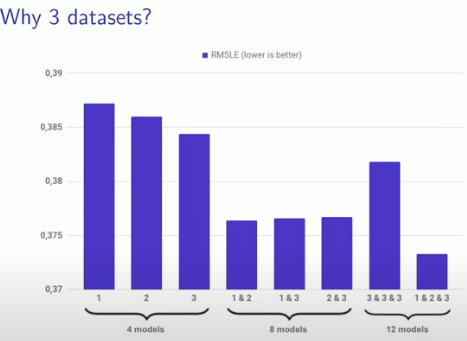 Why 3 datasets?
RMSLE (lower is better)
0,39
0,385
0,38
0,375
0,37
1 2 3 1 & 2 1 & 3 2 & 3 3 & 3 & 3 1 & 2 & 3
4 models 8 models 12 models